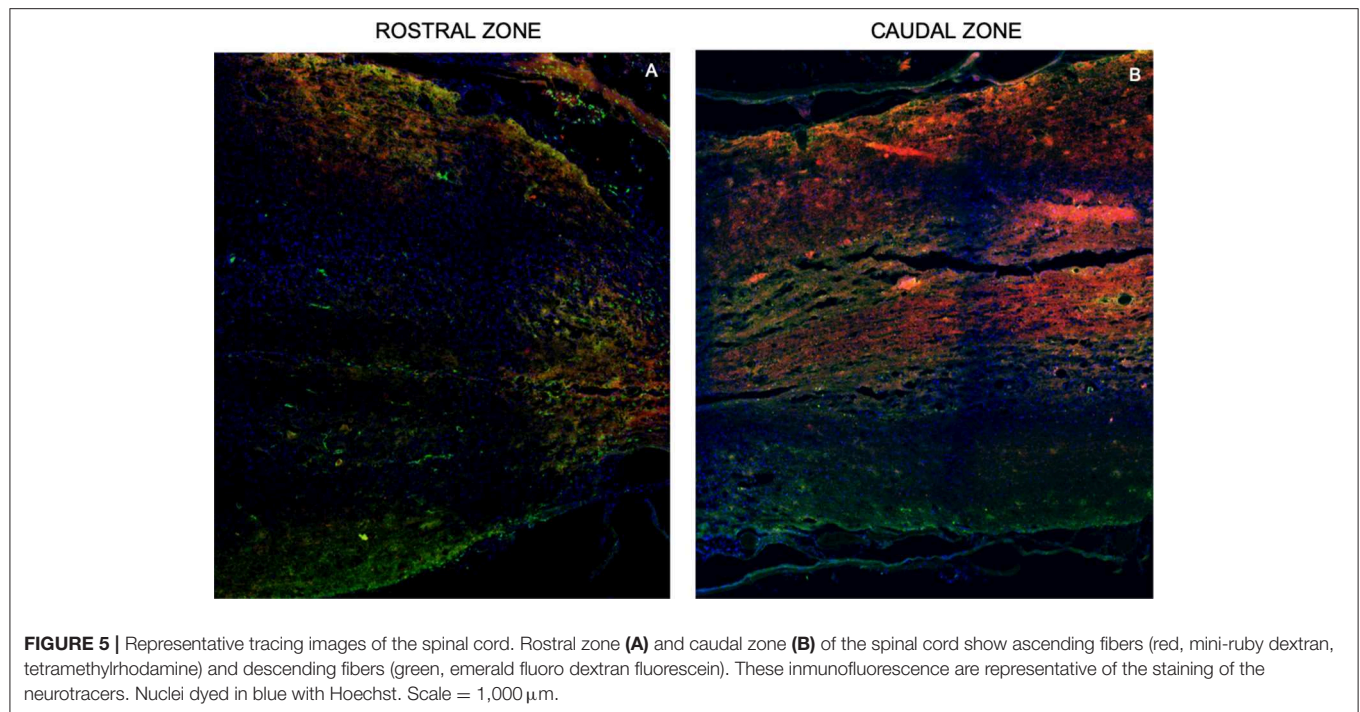 ROSTRAL ZONE
CAUDAL ZONE
A
B
FIGURE 5 | Representative tracing images of the spinal cord. Rostral zone (A) and caudal zone (B) of the spinal cord show ascending fibers (red, mini-ruby dextran,
tetramethylrhodamine) and descending fibers (green, emerald fluoro dextran fluorescein). These inmunofluorescence are representative of the staining of the
neurotracers. Nuclei dyed in blue with Hoechst. Scale = 1,000 μm.